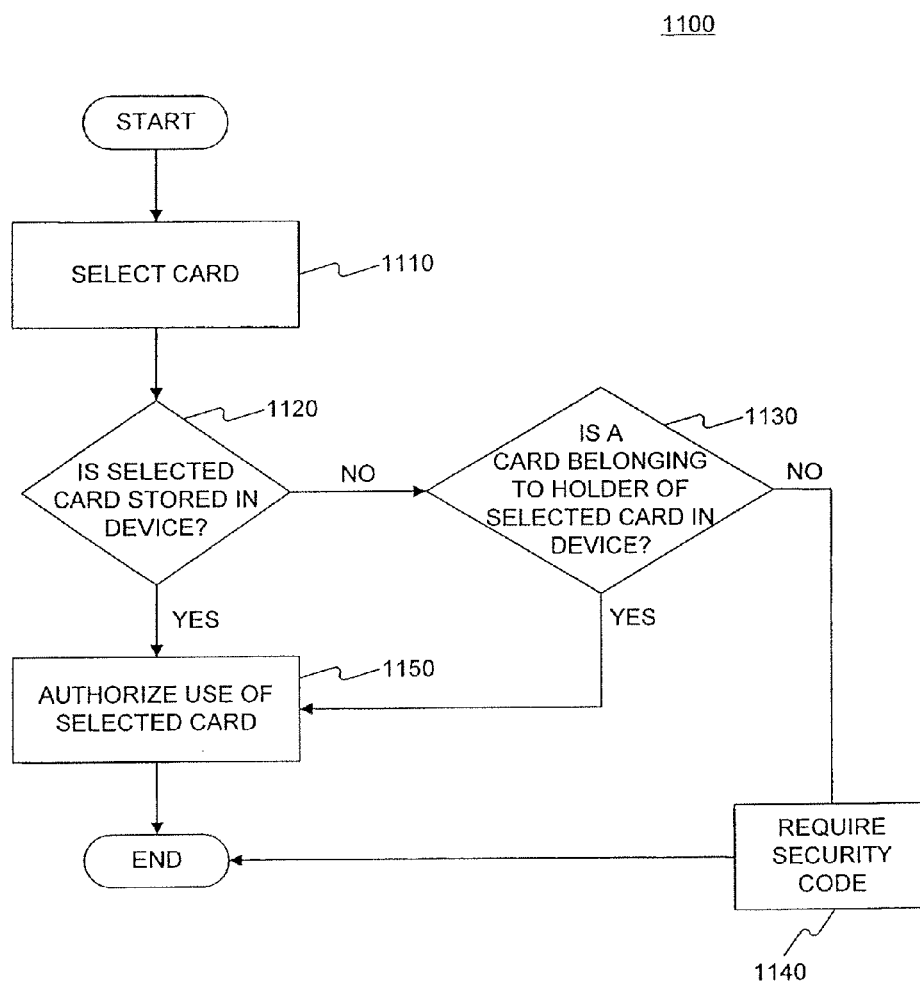 1100
START
SELECT CARD
1110
1120
IS SELECTED
CARD STORED IN
DEVICE?
NO
1130
IS A
CARD BELONGING
TO HOLDER OF
SELECTED CARD IN
DEVICE?
NO
YES
YES
1150
AUTHORIZE USE OF
SELECTED CARD
END
REQUIRE
SECURITY
CODE
1140